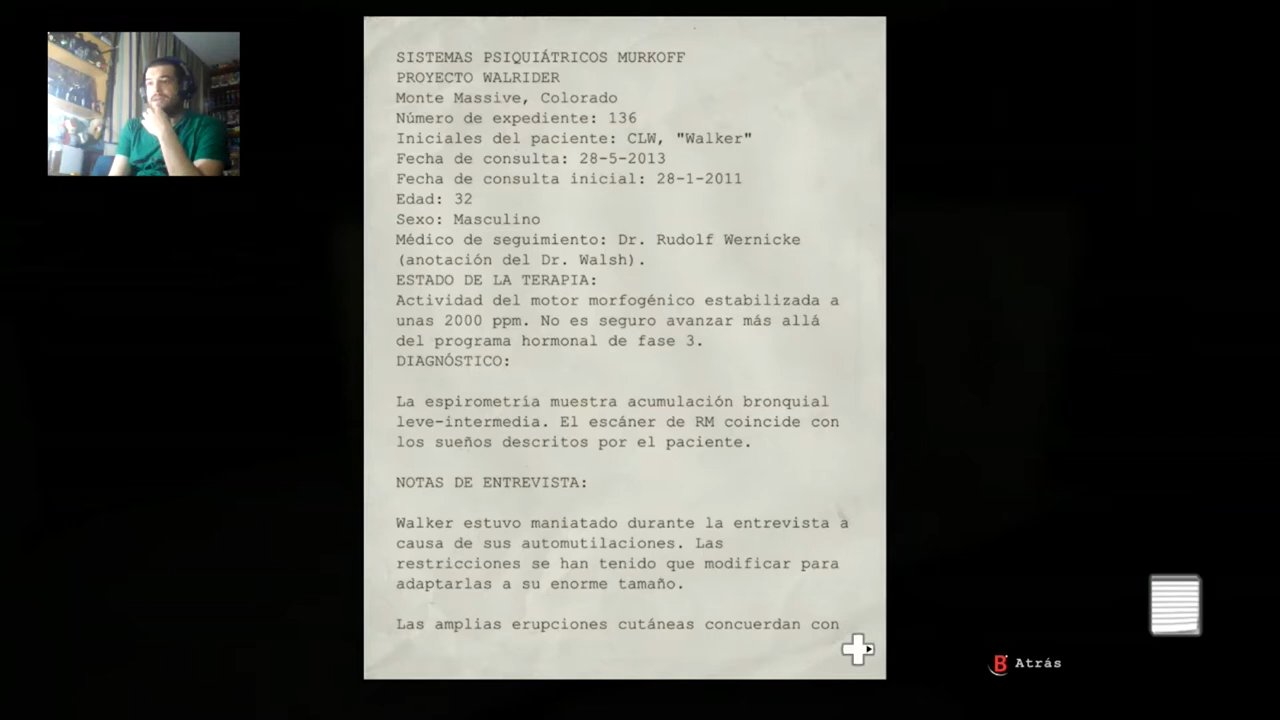 SISTEMAS PSIQUIÁTRICOS MURKOFF
PROYECTO WALRIDER
Monte Massive, Colorado
Número de expediente: 136
Iniciales del paciente: CLW, "Walker"
Fecha de consulta: 28-5-2013
Fecha de consulta inicial: 28-1-2011
Edad: 32
Sexo: Masculino
Médico de seguimiento: Dr. Rudolf Wernicke
(anotación del Dr. Walsh).
ESTADO DE LA TERAPIA:
Actividad del motor morfogénico estabilizada a
unas 2000 ppm. No es seguro avanzar más allá
del programa hormonal de fase 3.
DIAGNÓSTICO:
La espirometría muestra acumulación bronquial
leve-intermedia. El escáner de RM coincide con
los sueños descritos por el paciente.
NOTAS DE ENTREVISTA:
Walker estuvo maniatado durante la entrevista a
causa de sus automutilaciones. Las
restricciones se han tenido que modificar para
adaptarlas a su enorme tamaño.
Las amplias erupciones cutáneas concuerdan con
B Atrás